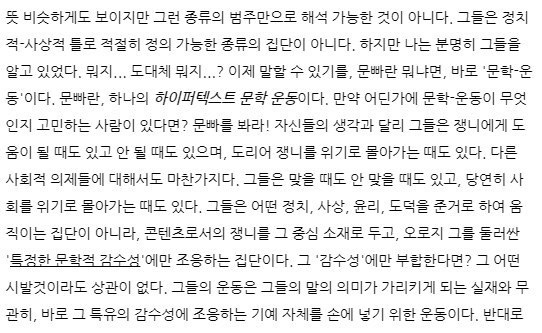 뜻 비슷하게도 보이지만 그런 종류의 범주만으로 해석 가능한 것이 아니다. 그들은 정치
적-사상적 틀로 적절히 정의 가능한 종류의 집단이 아니다. 하지만 나는 분명히 그들을
알고 있었다. 뭐지... 도대체 뭐지...? 이제 말할 수 있기를, 문빠란 뭐냐면, 바로 '문학-운
동'이다. 문빠란, 하나의 하이퍼텍스트 문학 운동이다. 만약 어딘가에 문학-운동이 무엇
인지 고민하는 사람이 있다면? 문빠를 봐라! 자신들의 생각과 달리 그들은 쟁니에게 도
움이 될 때도 있고 안 될 때도 있으며, 도리어 쟁니를 위기로 몰아가는 때도 있다. 다른
사회적 의제들에 대해서도 마찬가지다. 그들은 맞을 때도 안 맞을 때도 있고, 당연히 사
회를 위기로 몰아가는 때도 있다. 그들은 어떤 정치, 사상, 윤리, 도덕을 준거로 하여 움
직이는 집단이 아니라, 콘텐츠로서의 쟁니를 그 중심 소재로 두고, 오로지 그를 둘러싼
'특정한 문학적 감수성'에만 조응하는 집단이다. 그 '감수성'에만 부합한다면? 그 어떤
시발것이라도 상관이 없다. 그들의 운동은 그들의 말의 의미가 가리키게 되는 실재와 무
관히, 바로 그 특유의 감수성에 조응하는 기예 자체를 손에 넣기 위한 운동이다. 반대로